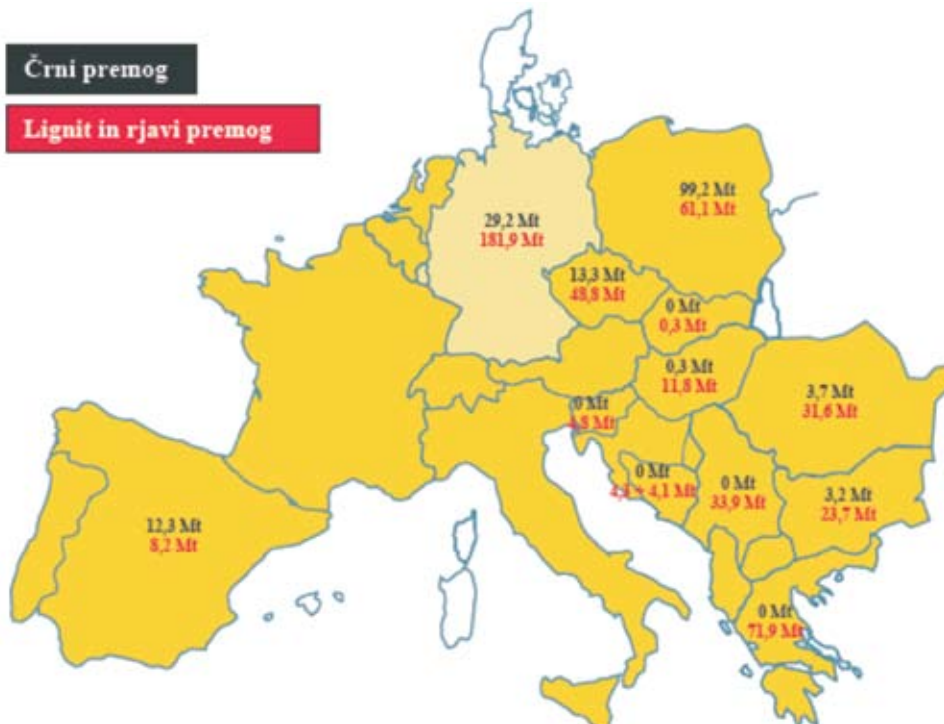 Črni premog
Lignit in rjavi premog
99,2 Mt
61,1 Mt
29,2 Mt
181,9 Mt
13,3 Mt
48,8 Mt
0 Mt
0,3 Mt
0,3 Mt
11,8 Mt
3,7 Mt
31,6 Mt
0 Mt
4,8 Mt
0 Mt
+ 4,1 Mt
0 Mt
33,9 Mt
3,2 Mt
23,7 Mt
12,3 Mt
8,2 Mt
0 Mt
71,9 Mt